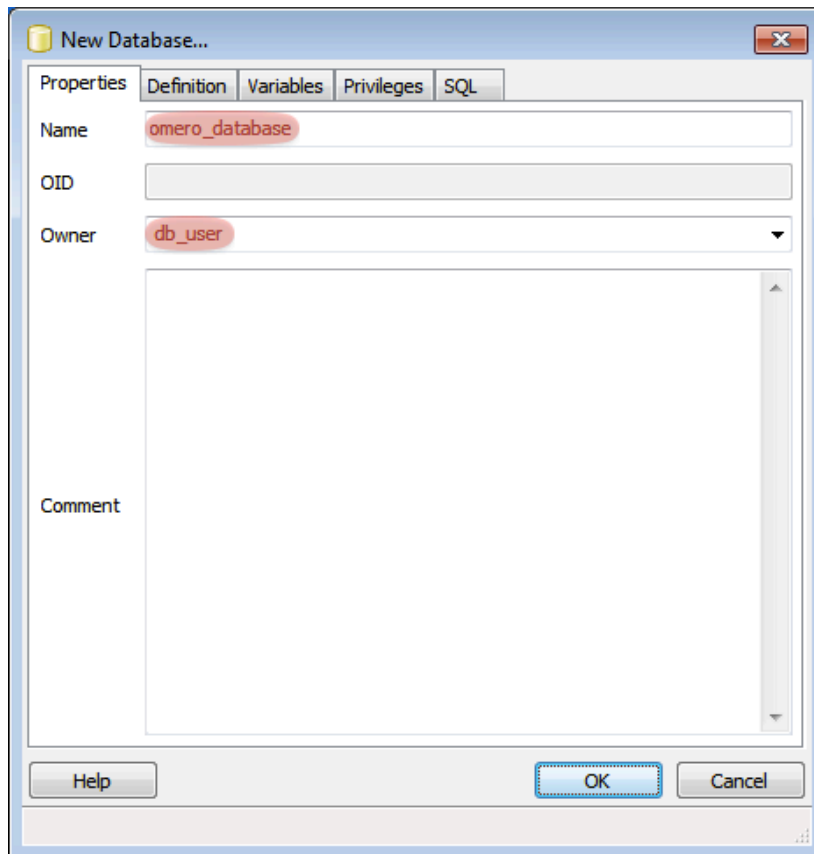 New Database...
Properties Definition Variables Privileges SQL
Name omero_database
OID
Owner db_user
Comment
Help OK Cancel